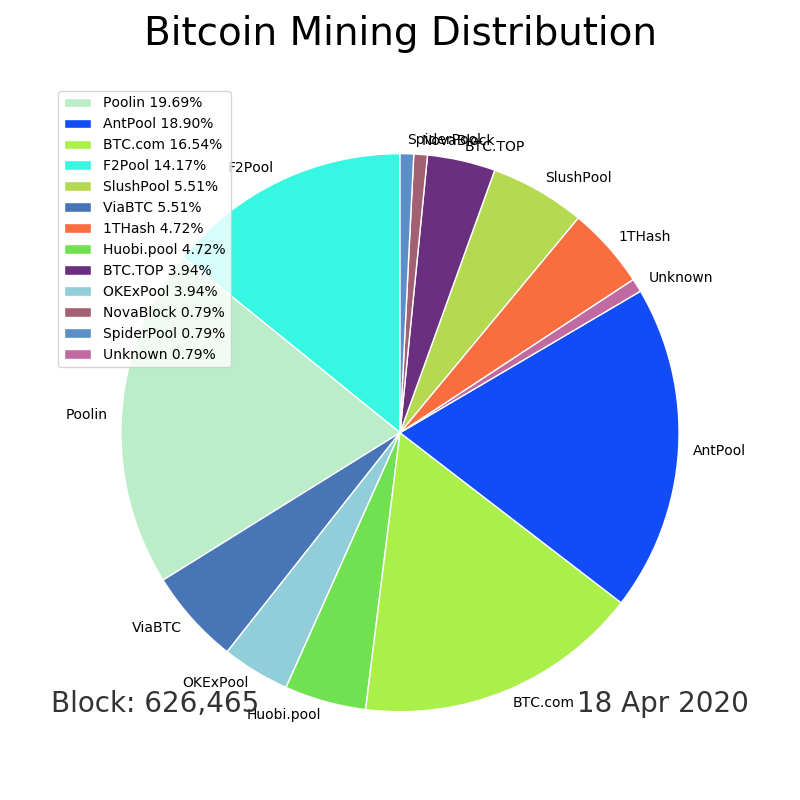 Bitcoin Mining Distribution
Poolin 19.69%
AntPool 18.90%
BTC.com 16.54%
F2Pool 14.17%
SlushPool 5.51%
ViaBTC 5.51%
1THash 4.72%
Huobi.pool 4.72%
BTC.TOP 3.94%
OKExPool 3.94%
NovaBlock 0.79%
SpiderPool 0.79%
Unknown 0.79%
SpiderPool
NovaBlock
BTC.TOP
F2Pool
SlushPool
1THash
Unknown
Poolin
AntPool
ViaBTC
OKExPool
Huobi.pool
BTC.com
Block: 626,465
18 Apr 2020